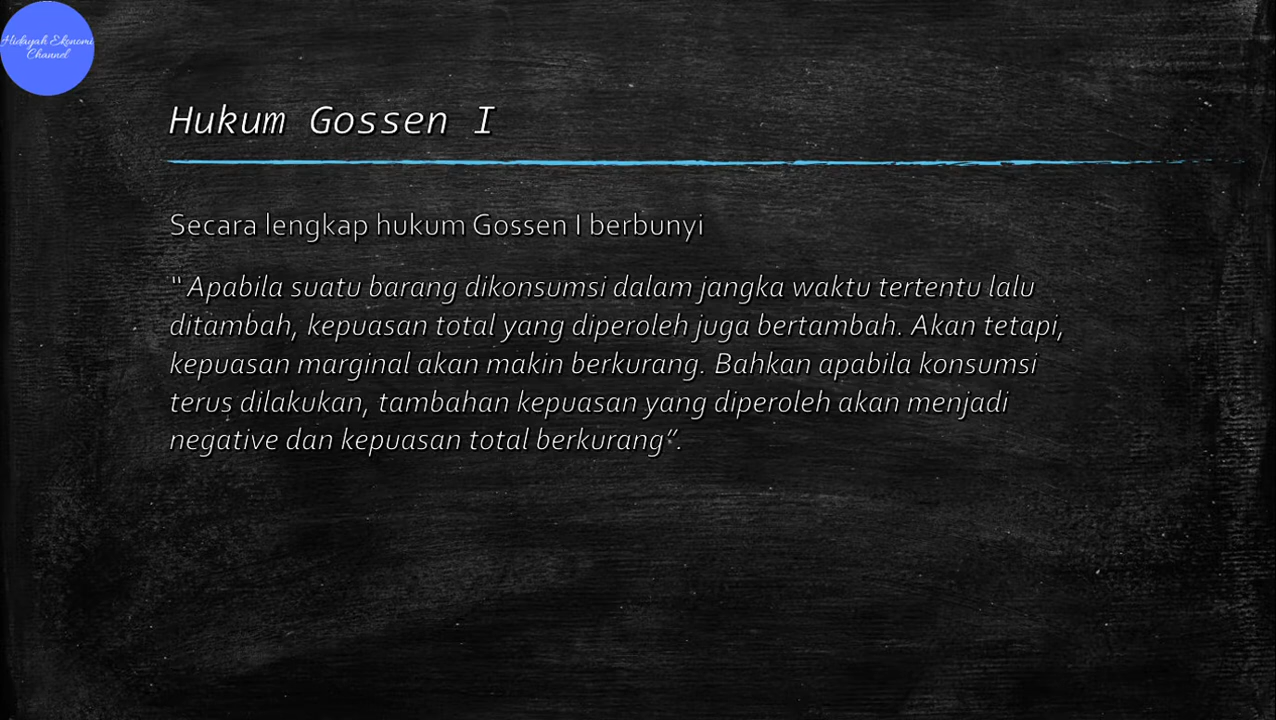 Hidayah Ekonomi
Channel
Hukum Gossen I
Secara lengkap hukum Gossen I berbunyi
“ Apabila suatu barang dikonsumsi dalam jangka waktu tertentu lalu
ditambah, kepuasan total yang diperoleh juga bertambah. Akan tetapi,
kepuasan marginal akan makin berkurang. Bahkan apabila konsumsi
terus dilakukan, tambahan kepuasan yang diperoleh akan menjadi
negative dan kepuasan total berkurang”.